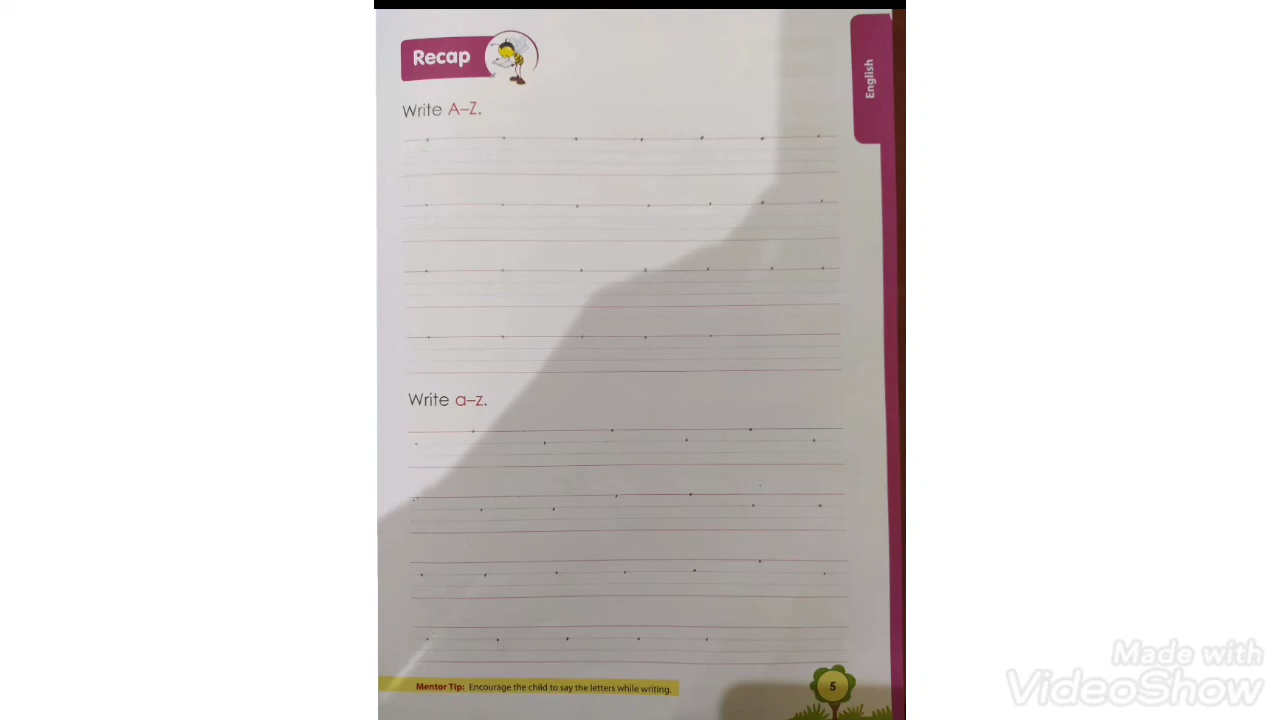 Recap
English
Write A–Z.
Write a–z.
Mentor Tip: Encourage the child to say the letters while writing.
5
Made with
VideoShow